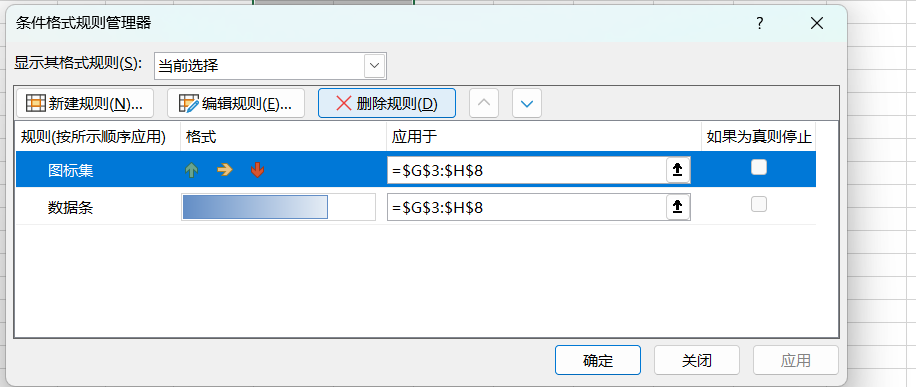 条件格式规则管理器 ?
显示其格式规则(S): 当前选择
新建规则(N)... 编辑规则(E)... 删除规则(D)
规则(按所示顺序应用) 格式 应用于 如果为真则停止
图标集 =$G$3:$H$8
数据条 =$G$3:$H$8
确定 关闭 应用